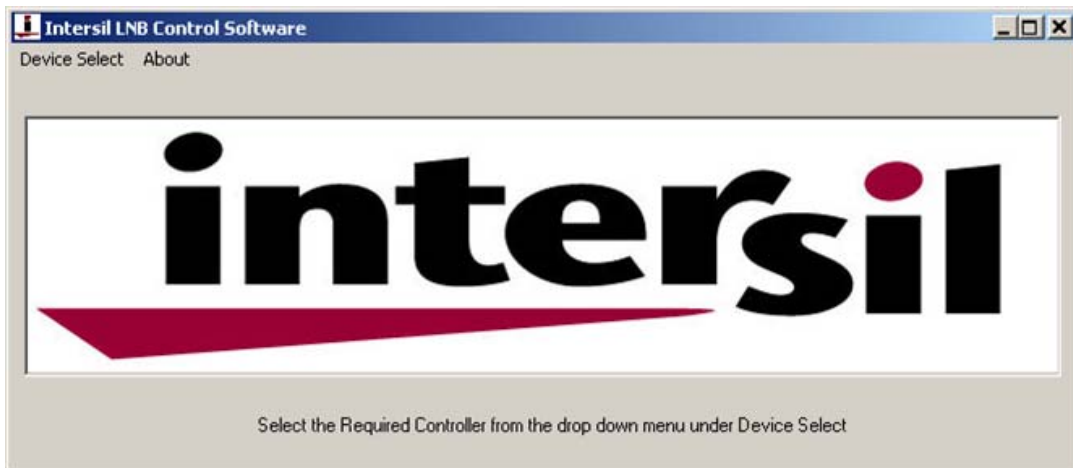 Intersil LNB Control Software
Device Select About
intersil
Select the Required Controller from the drop down menu under Device Select